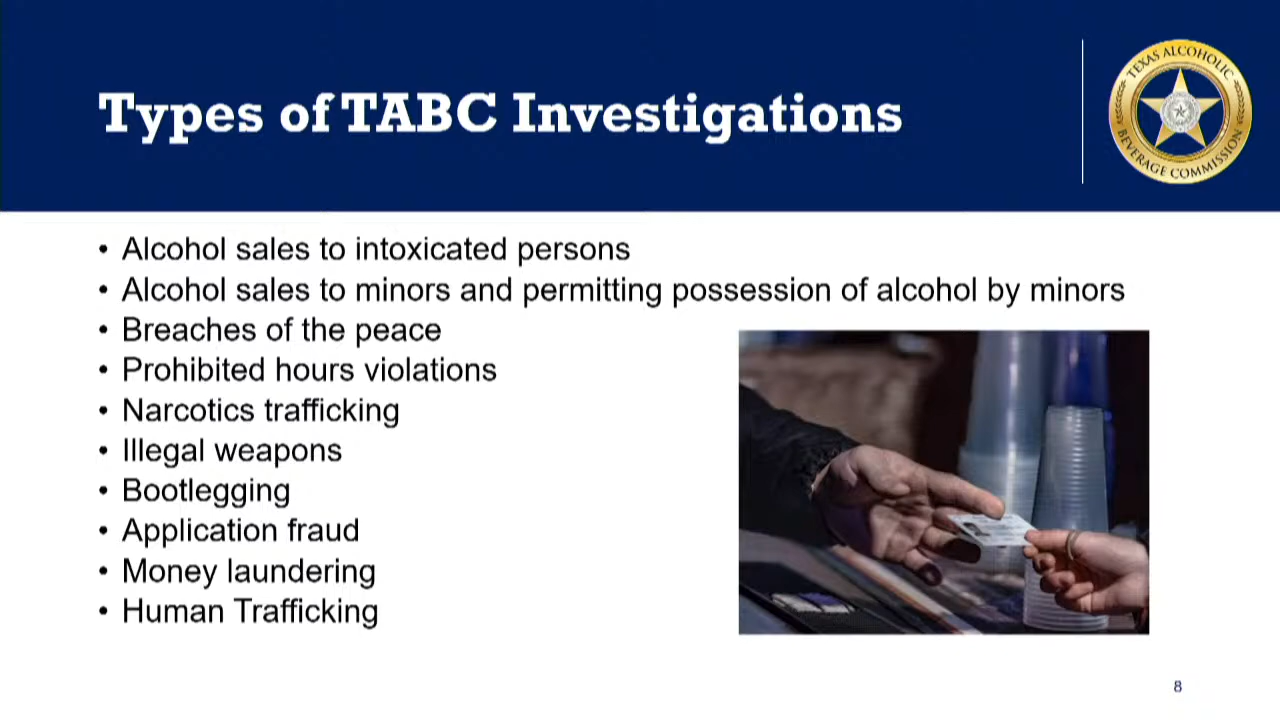 Types of TABC Investigations
TEXAS ALCOHOLIC
BEVERAGE COMMISSION
• Alcohol sales to intoxicated persons
• Alcohol sales to minors and permitting possession of alcohol by minors
• Breaches of the peace
• Prohibited hours violations
• Narcotics trafficking
• Illegal weapons
• Bootlegging
• Application fraud
• Money laundering
• Human Trafficking
8